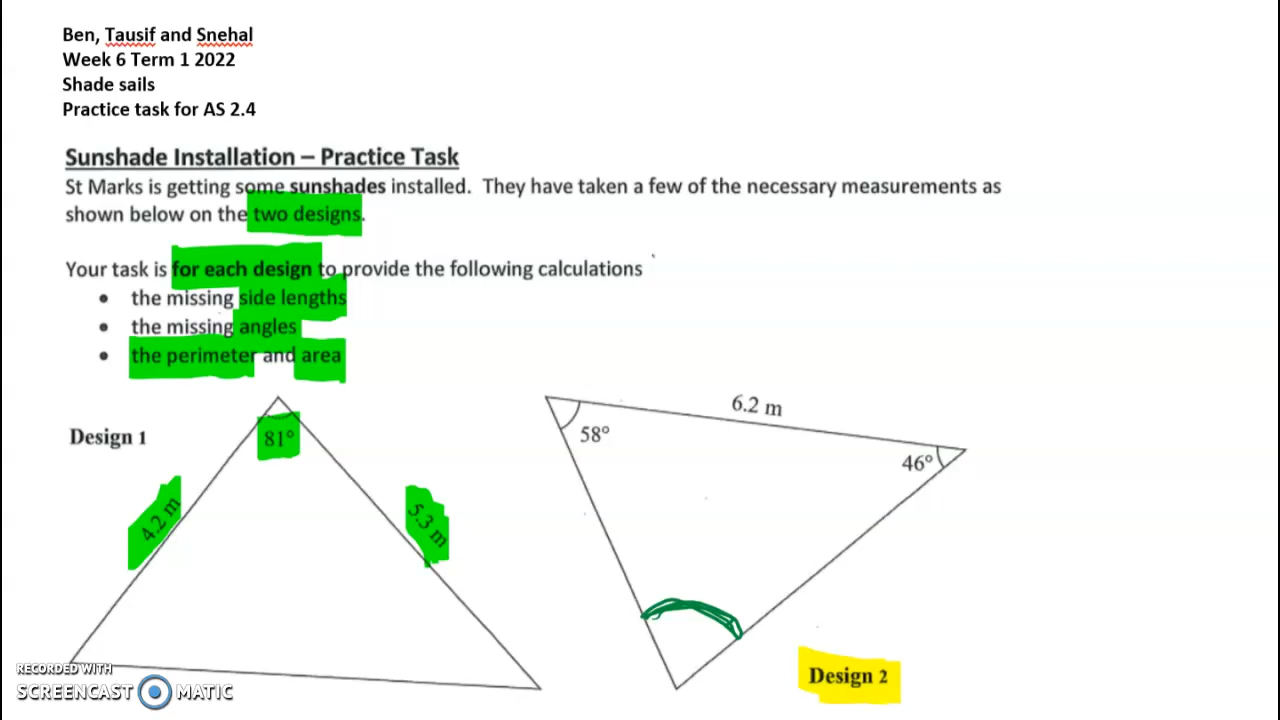 Ben, Tausif and Snehal
Week 6 Term 1 2022
Shade sails
Practice task for AS 2.4
Sunshade Installation – Practice Task
St Marks is getting some sunshades installed. They have taken a few of the necessary measurements as
shown below on the two designs.
Your task is for each design to provide the following calculations
• the missing side lengths
• the missing angles
• the perimeter and area
Design 1
81°
4.2 m
5.3 m
6.2 m
58°
46°
Design 2
RECORDED WITH
SCREENCAST MATIC